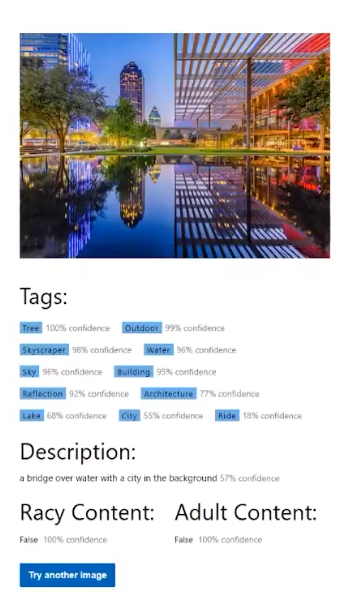 Tags:
Tree 100% confidence Outdoor 99% confidence
Skyscraper 98% confidence Water 96% confidence
Sky 96% confidence Building 95% confidence
Reflection 92% confidence Architecture 77% confidence
Lake 68% confidence City 55% confidence Ride 18% confidence
Description:
a bridge over water with a city in the background 57% confidence
Racy Content: Adult Content:
False 100% confidence False 100% confidence
Try another image